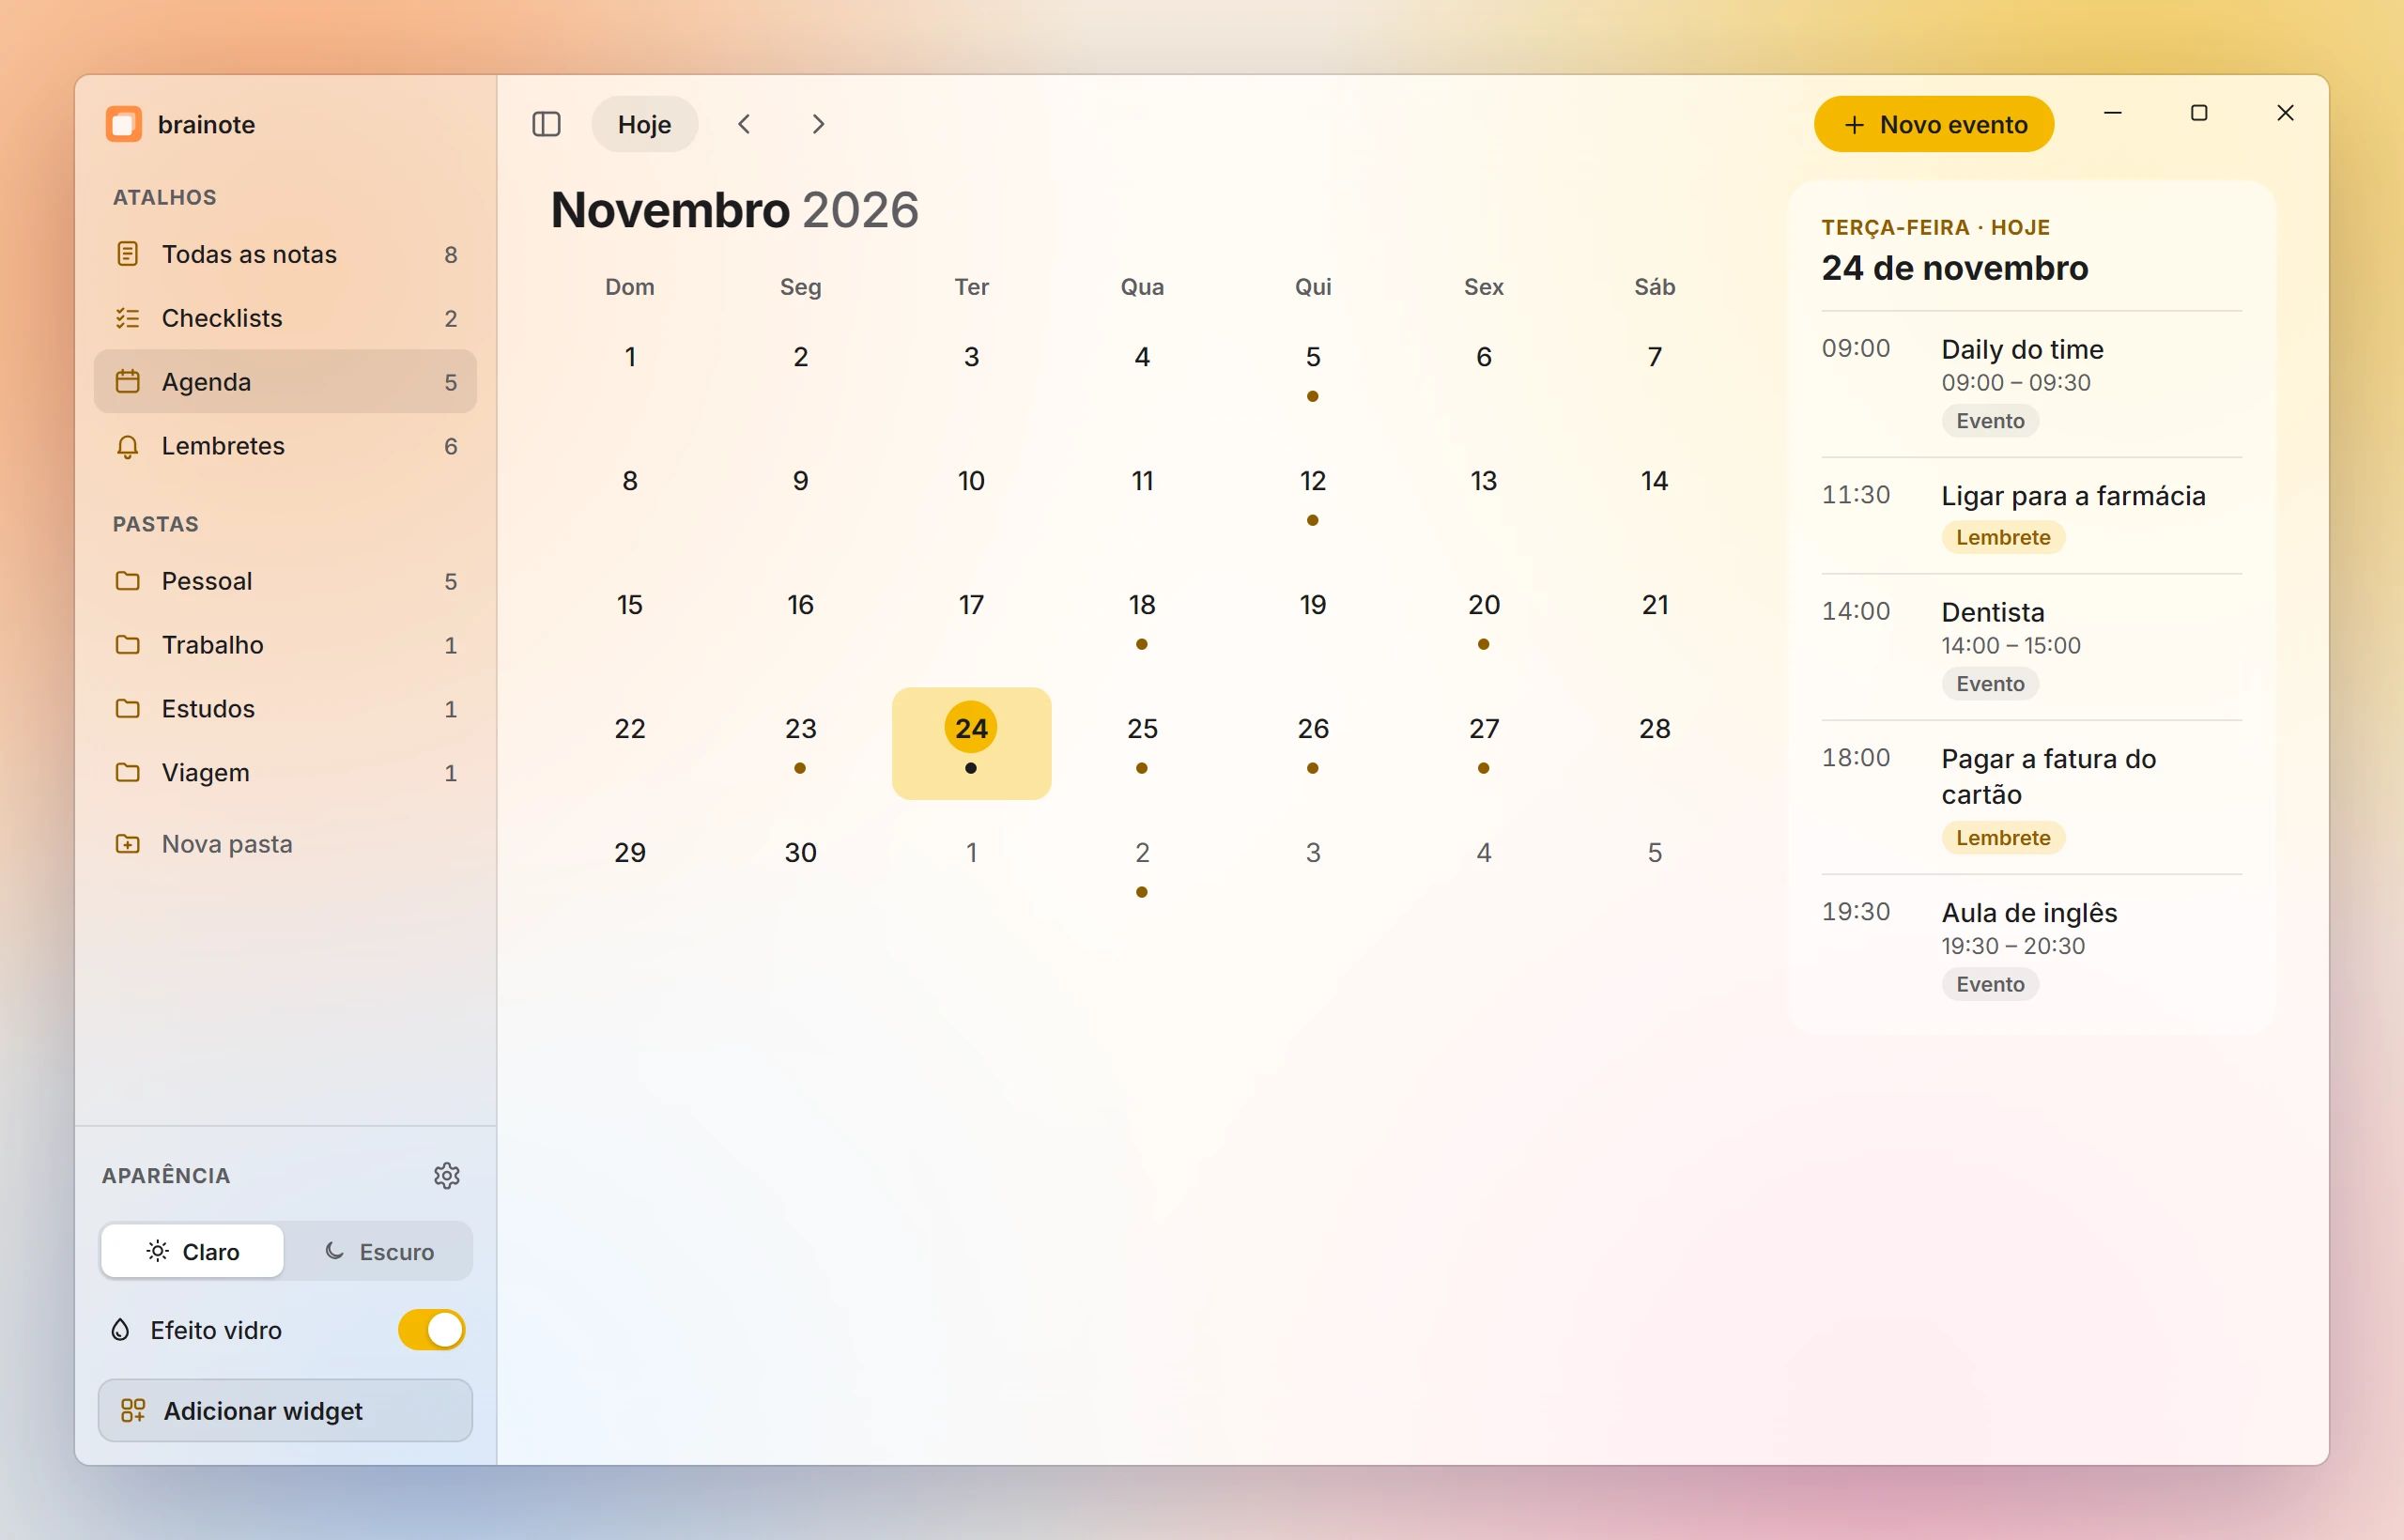 brainote
ATALHOS
Todas as notas 8
Checklists 2
Agenda 5
Lembretes 6
PASTAS
Pessoal 5
Trabalho 1
Estudos 1
Viagem 1
Nova pasta
APARÊNCIA
Claro Escuro
Efeito vidro
Adicionar widget
Hoje
Novo evento
Novembro 2026
Dom Seg Ter Qua Qui Sex Sáb
1 2 3 4 5 6 7
8 9 10 11 12 13 14
15 16 17 18 19 20 21
22 23 24 25 26 27 28
29 30 1 2 3 4 5
TERÇA-FEIRA · HOJE
24 de novembro
09:00 Daily do time
09:00 – 09:30
Evento
11:30 Ligar para a farmácia
Lembrete
14:00 Dentista
14:00 – 15:00
Evento
18:00 Pagar a fatura do
cartão
Lembrete
19:30 Aula de inglês
19:30 – 20:30
Evento